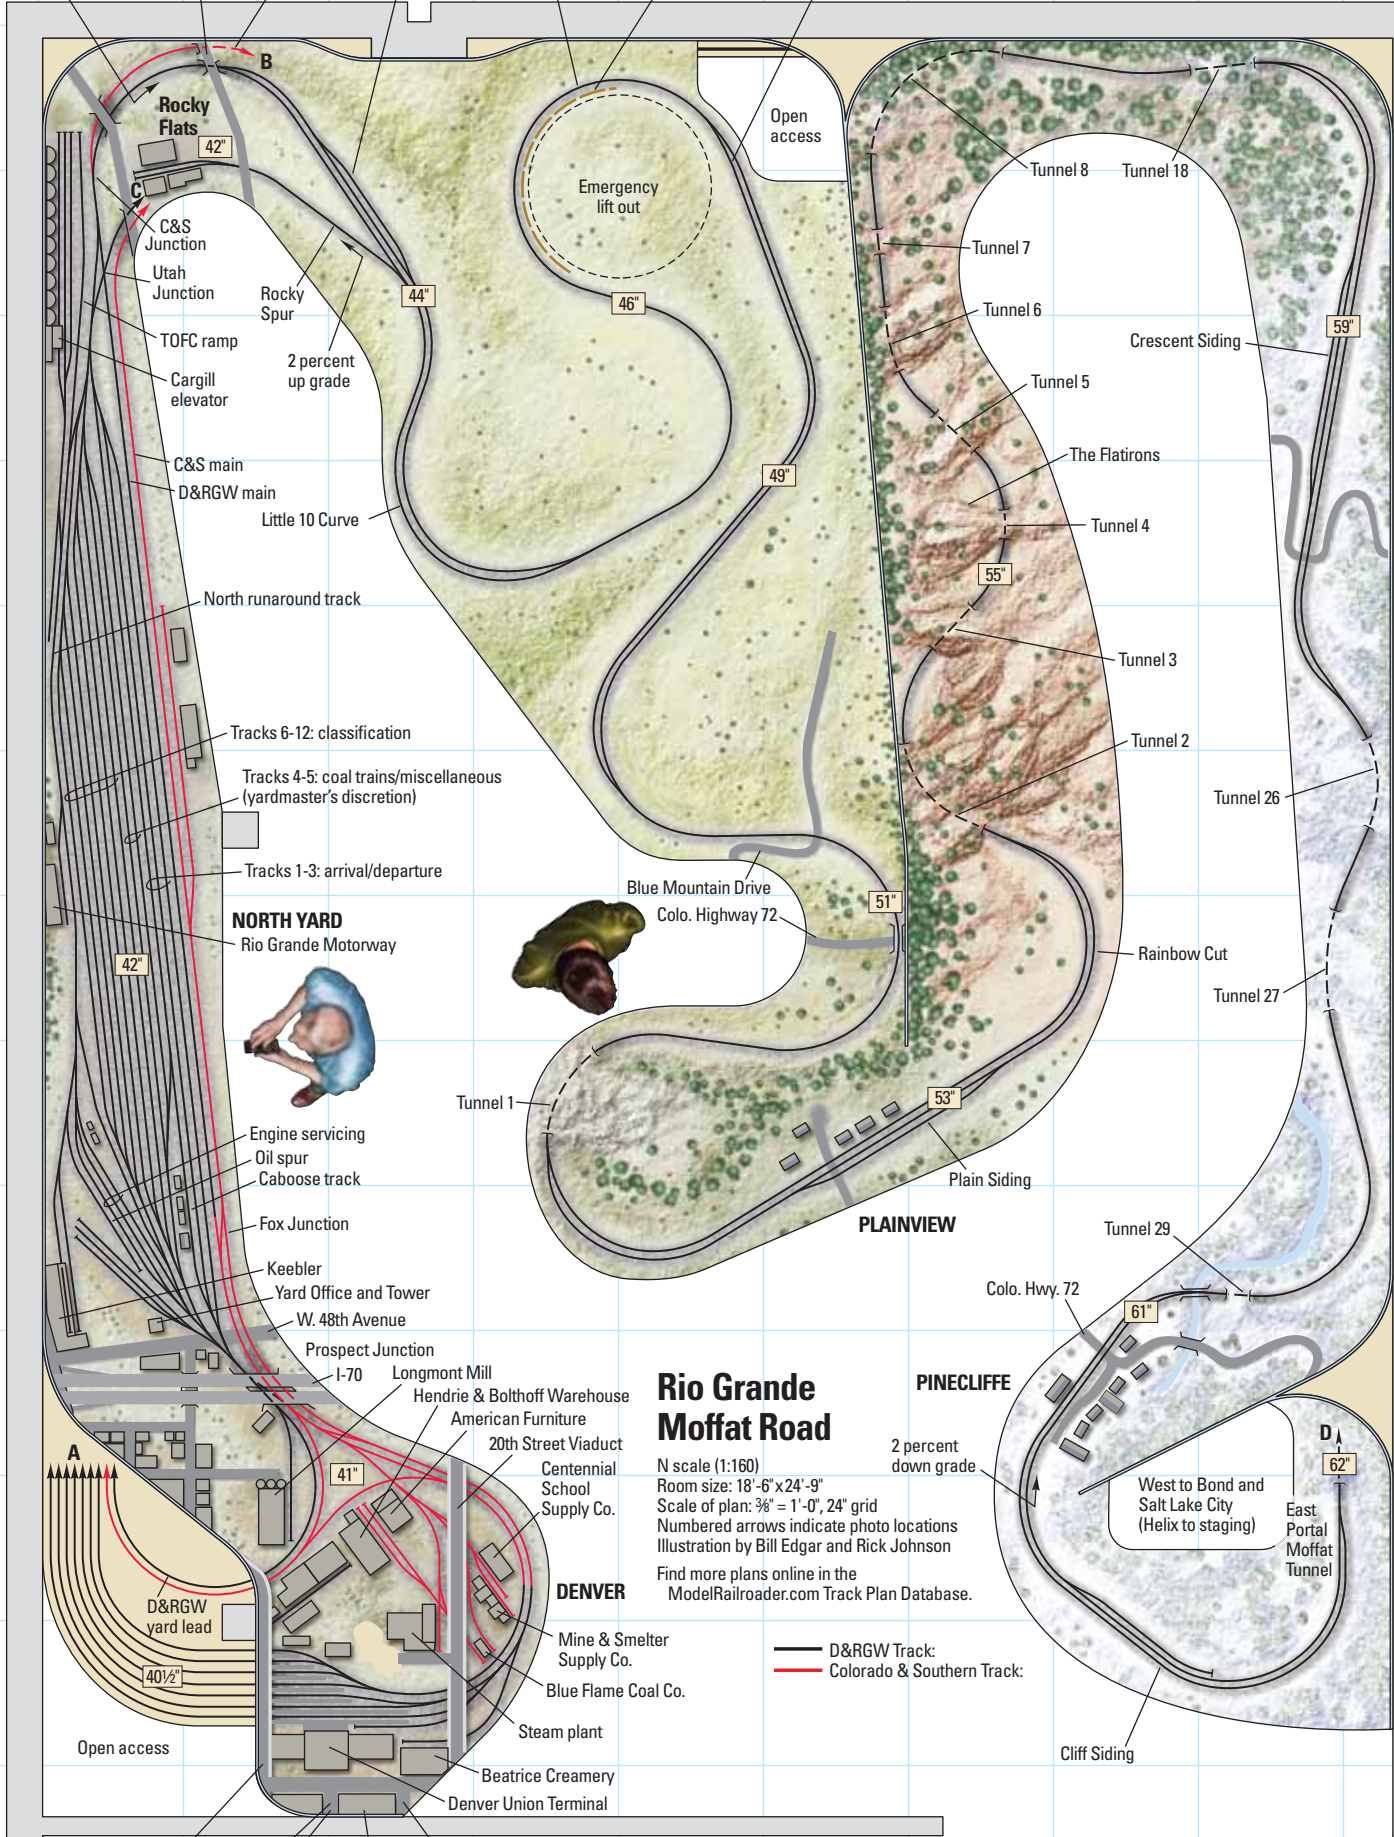 B
Rocky
Flats
42"
C
C&S
Junction
Utah
Junction
TOFC ramp
Cargill
elevator
Rocky
Spur
2 percent
up grade
44"
Emergency
lift out
46"
Open
access
49"
C&S main
D&RGW main
Little 10 Curve
North runaround track
Tracks 6-12: classification
Tracks 4-5: coal trains/miscellaneous
(yardmaster's discretion)
Tracks 1-3: arrival/departure
NORTH YARD
Rio Grande Motorway
42"
Blue Mountain Drive
Colo. Highway 72
51"
Tunnel 8
Tunnel 18
Tunnel 7
Tunnel 6
Tunnel 5
The Flatirons
Tunnel 4
55"
Tunnel 3
Tunnel 2
Rainbow Cut
59"
Crescent Siding
Tunnel 26
Tunnel 27
Tunnel 1
53"
Plain Siding
PLAINVIEW
Tunnel 29
Colo. Hwy. 72
61"
PINECLIFFE
2 percent
down grade
D
62"
West to Bond and
Salt Lake City
(Helix to staging)
East
Portal
Moffat
Tunnel
Cliff Siding
Engine servicing
Oil spur
Caboose track
Fox Junction
Keebler
Yard Office and Tower
W. 48th Avenue
Prospect Junction
I-70
Longmont Mill
Hendrie & Bolthoff Warehouse
American Furniture
20th Street Viaduct
Centennial
School
Supply Co.
A
41"
DENVER
D&RGW
yard lead
40½"
Open access
Mine & Smelter
Supply Co.
Blue Flame Coal Co.
Steam plant
Beatrice Creamery
Denver Union Terminal
Rio Grande
Moffat Road
N scale (1:160)
Room size: 18'-6" x 24'-9"
Scale of plan: ⅜" = 1'-0", 24" grid
Numbered arrows indicate photo locations
Illustration by Bill Edgar and Rick Johnson
Find more plans online in the
ModelRailroader.com Track Plan Database.
D&RGW Track:
Colorado & Southern Track: